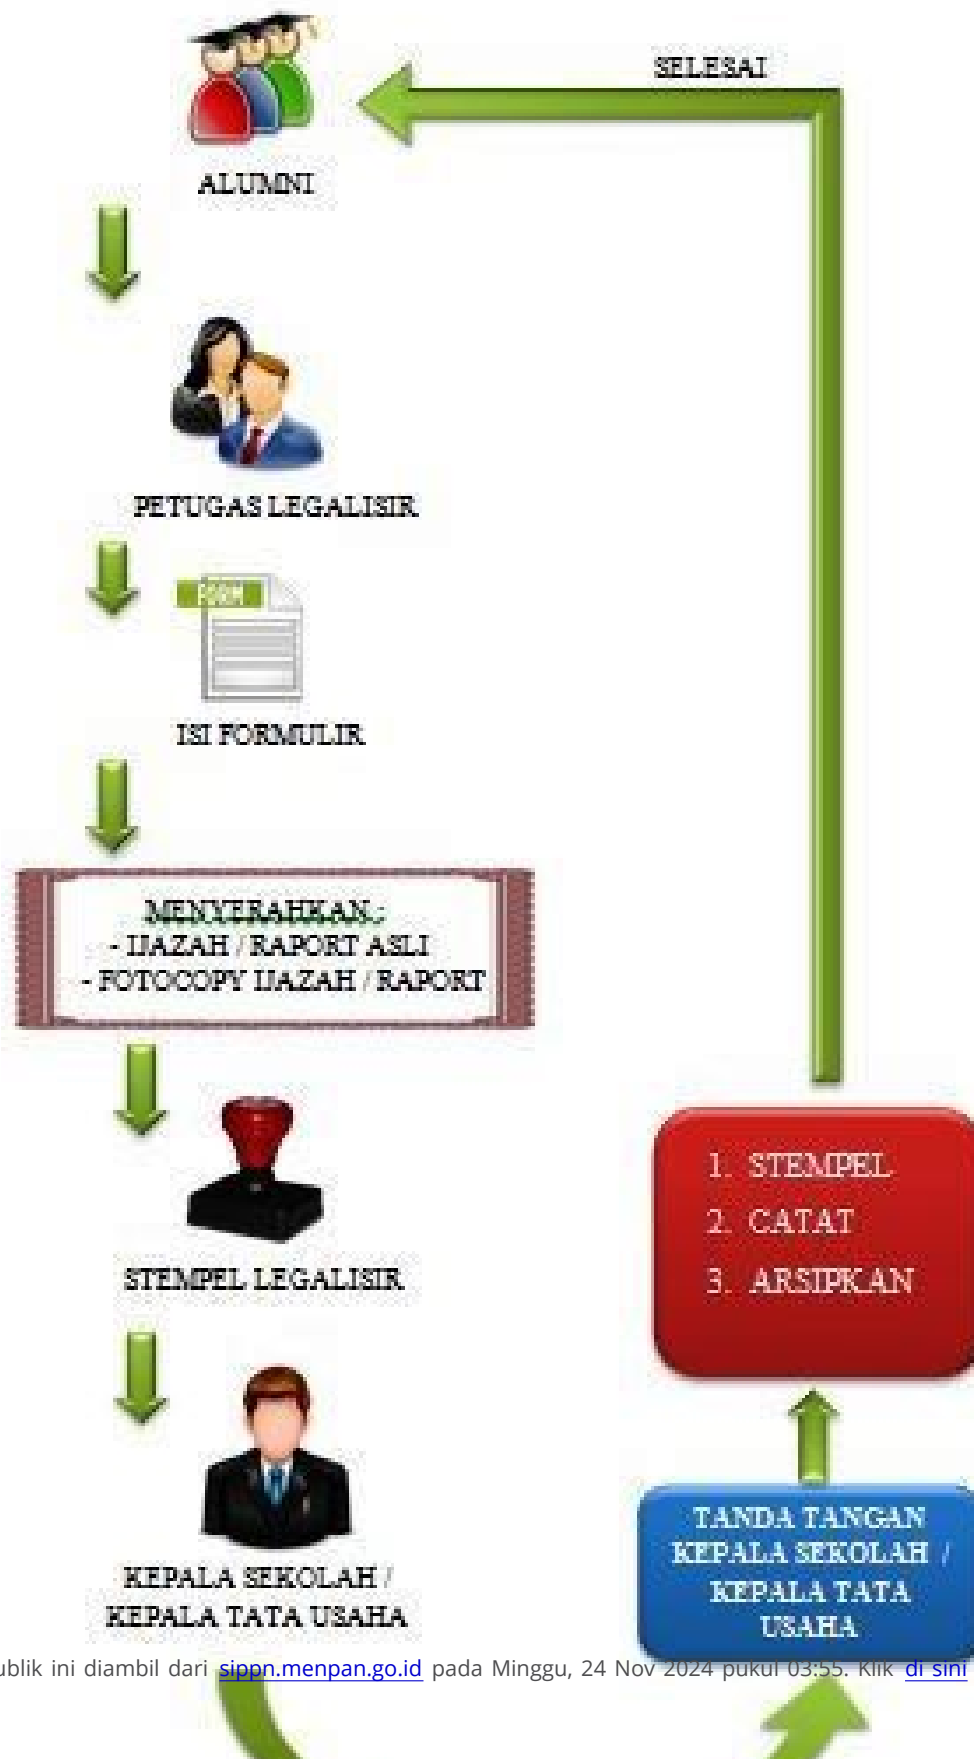 SELESAI
ALUMNI
PETUGAS LEGALISIR
FORM
ISI FORMULIR
MENYERAHKAN :
- IJAZAH / RAPORT ASLI
- FOTOCOPY IJAZAH / RAPORT
STEMPEL LEGALISIR
KEPALA SEKOLAH /
KEPALA TATA USAHA
1. STEMPEL
2. CATAT
3. ARSIPKAN
TANDA TANGAN
KEPALA SEKOLAH /
KEPALA TATA
USAHA
ublik ini diambil dari sippn.menpan.go.id pada Minggu, 24 Nov 2024 pukul 03:55. Klik di sini